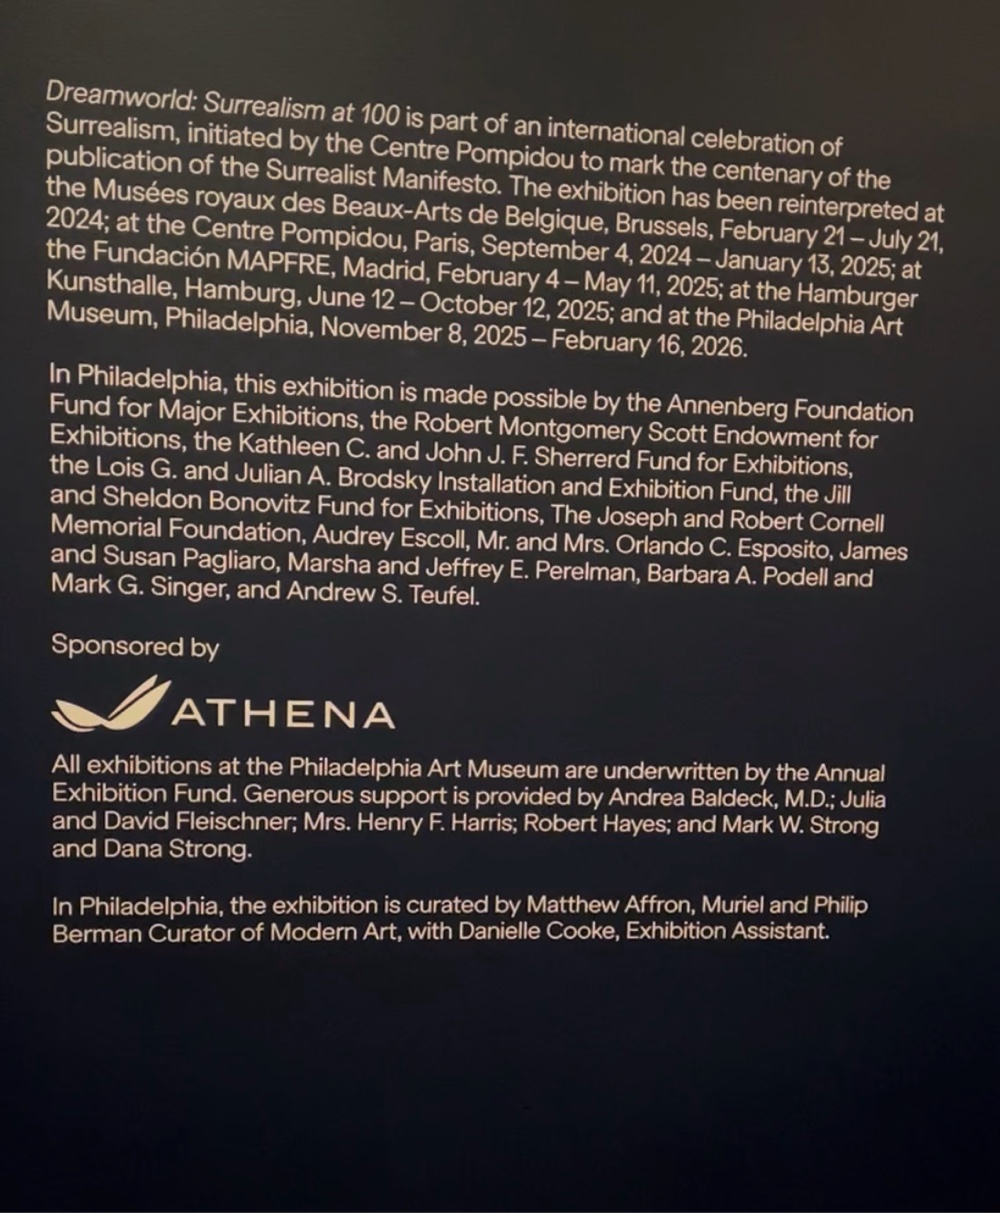 Dreamworld: Surrealism at 100 is part of an international celebration of
Surrealism, initiated by the Centre Pompidou to mark the centenary of the
publication of the Surrealist Manifesto. The exhibition has been reinterpreted at
the Musées royaux des Beaux-Arts de Belgique, Brussels, February 21 – July 21,
2024; at the Centre Pompidou, Paris, September 4, 2024 – January 13, 2025; at
the Fundación MAPFRE, Madrid, February 4 – May 11, 2025; at the Hamburger
Kunsthalle, Hamburg, June 12 – October 12, 2025; and at the Philadelphia Art
Museum, Philadelphia, November 8, 2025 – February 16, 2026.
In Philadelphia, this exhibition is made possible by the Annenberg Foundation
Fund for Major Exhibitions, the Robert Montgomery Scott Endowment for
Exhibitions, the Kathleen C. and John J. F. Sherrerd Fund for Exhibitions,
the Lois G. and Julian A. Brodsky Installation and Exhibition Fund, the Jill
and Sheldon Bonovitz Fund for Exhibitions, The Joseph and Robert Cornell
Memorial Foundation, Audrey Escoll, Mr. and Mrs. Orlando C. Esposito, James
and Susan Pagliaro, Marsha and Jeffrey E. Perelman, Barbara A. Podell and
Mark G. Singer, and Andrew S. Teufel.
Sponsored by
ATHENA
All exhibitions at the Philadelphia Art Museum are underwritten by the Annual
Exhibition Fund. Generous support is provided by Andrea Baldeck, M.D.; Julia
and David Fleischner; Mrs. Henry F. Harris; Robert Hayes; and Mark W. Strong
and Dana Strong.
In Philadelphia, the exhibition is curated by Matthew Affron, Muriel and Philip
Berman Curator of Modern Art, with Danielle Cooke, Exhibition Assistant.